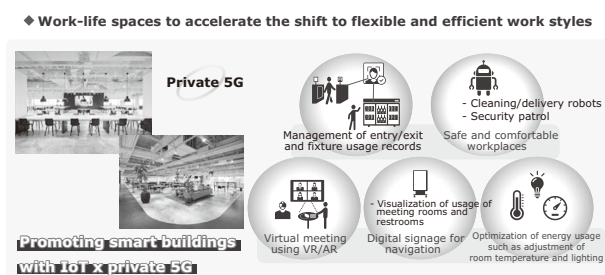 ◆ Work-life spaces to accelerate the shift to flexible and efficient work styles
Private 5G
Management of entry/exit
and fixture usage records
- Cleaning/delivery robots
- Security patrol
Safe and comfortable
workplaces
Virtual meeting
using VR/AR
- Visualization of usage of
meeting rooms and
restrooms
Digital signage for
navigation
Optimization of energy usage
such as adjustment of
room temperature and lighting
Promoting smart buildings
with IoT x private 5G